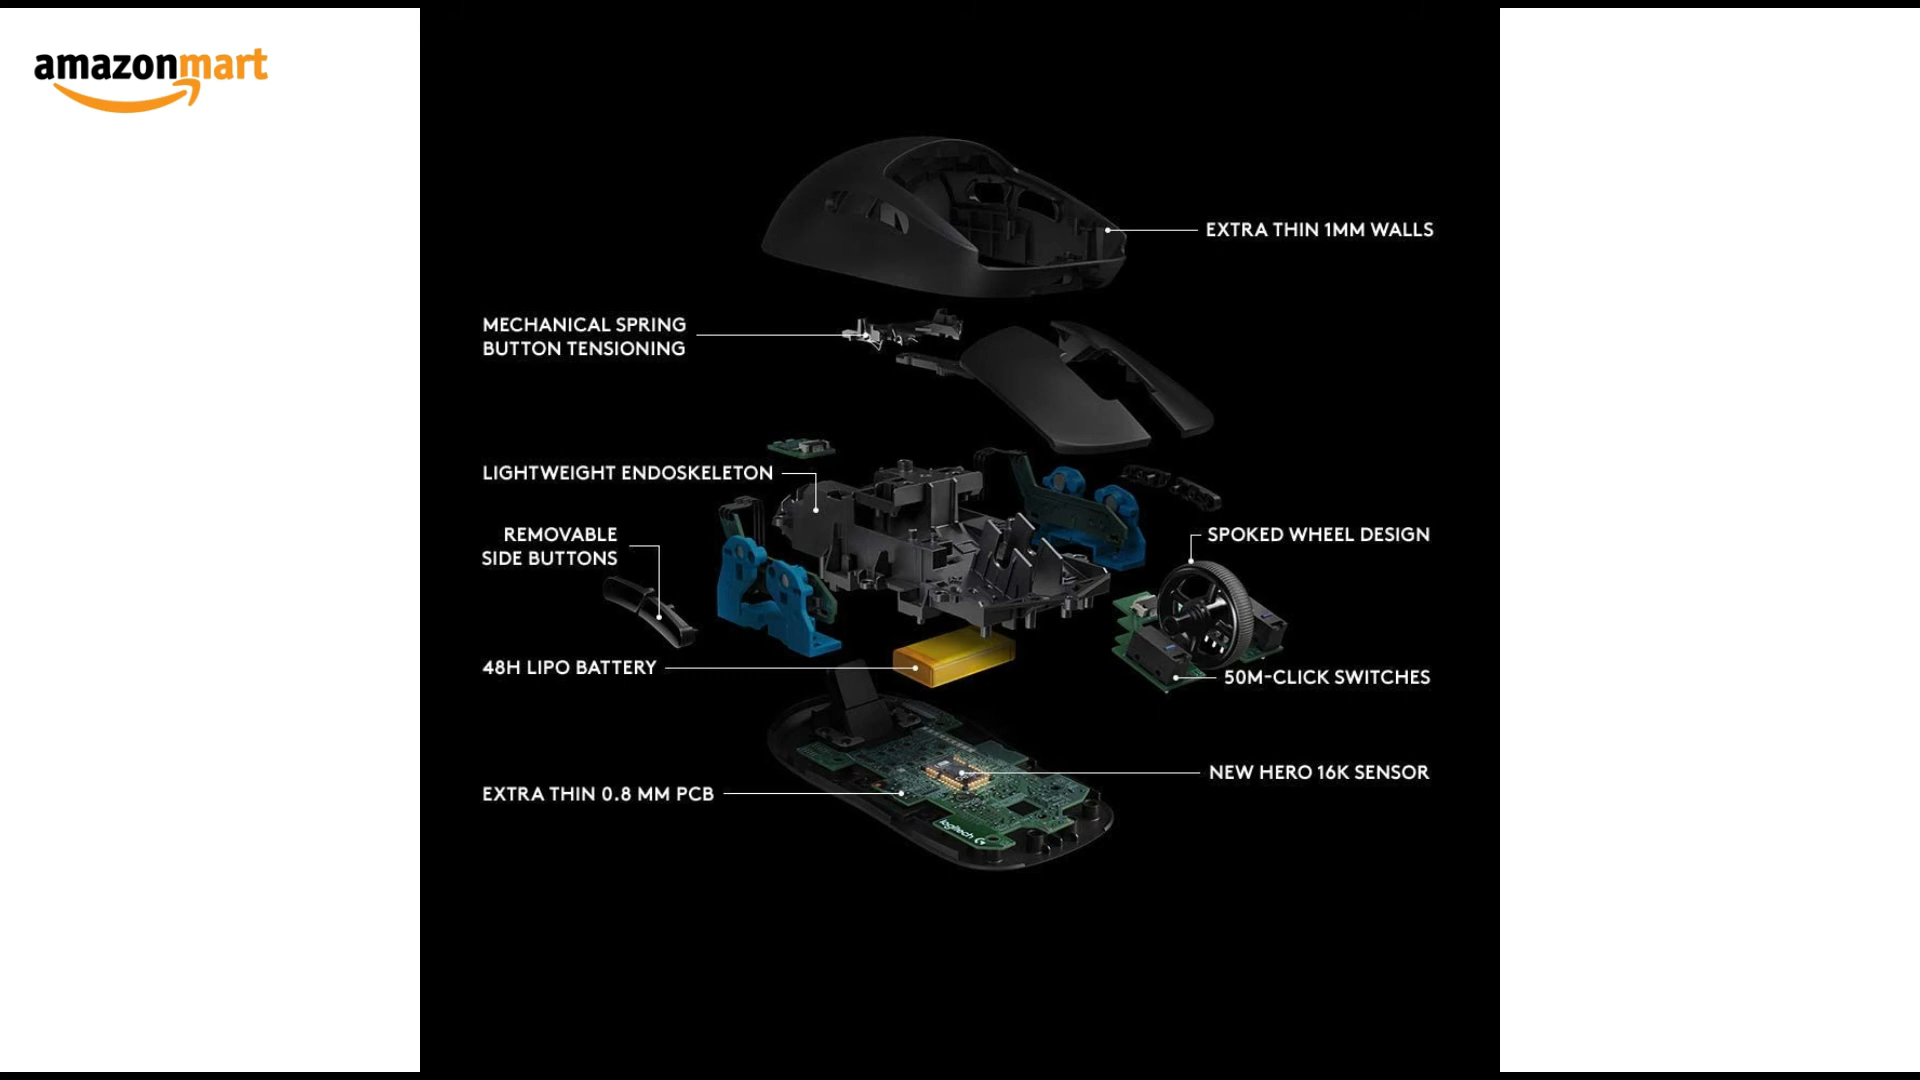 amazonmart
EXTRA THIN 1MM WALLS
MECHANICAL SPRING
BUTTON TENSIONING
LIGHTWEIGHT ENDOSKELETON
REMOVABLE
SIDE BUTTONS
SPOKED WHEEL DESIGN
48H LIPO BATTERY
50M-CLICK SWITCHES
NEW HERO 16K SENSOR
EXTRA THIN 0.8 MM PCB
logitech G